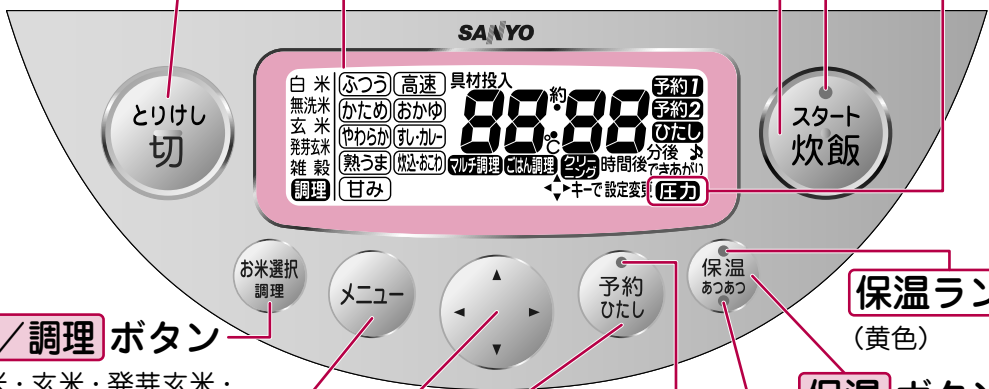 SANYO
とりけし
切
白米
無洗米
玄米
発芽玄米
雑穀
調理
ふつう 高速
かため おかゆ
やわらか すし・カレー
熟うま 炊込・おこわ
甘み
具材投入
約
88:88
℃
予約1
予約2
ひたし
分後
時間後
できあがり
マルチ調理 ごはん調理 クリーニング
キーで設定変更
圧力
スタート
炊飯
お米選択
調理
メニュー
予約
ひたし
保温
あつあつ
保温ラン
(黄色)
/調理 ボタン
・玄米・発芽玄米・
保温 ボタン